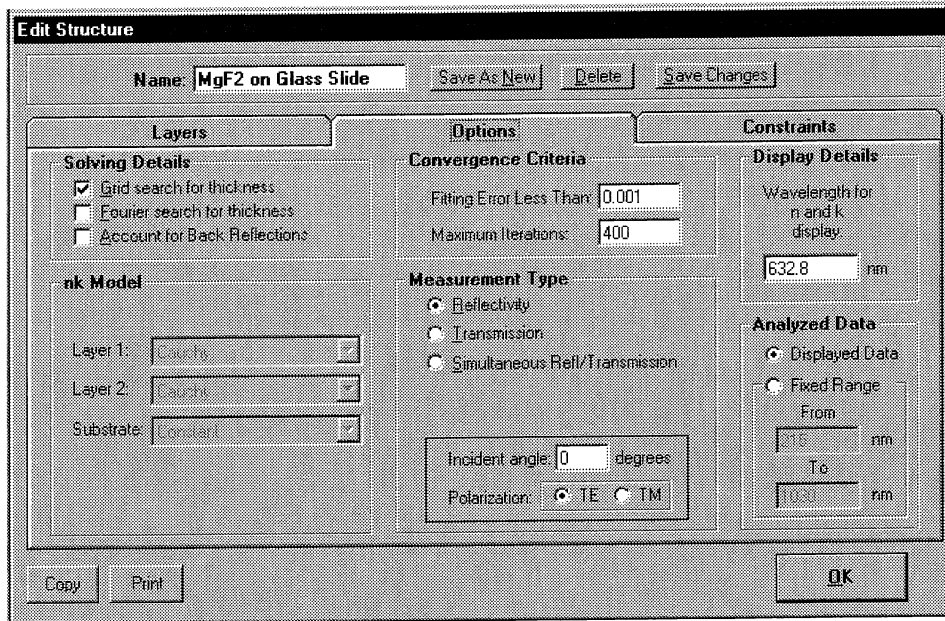 Edit Structure
Name: MgF2 on Glass Slide Save As New Delete Save Changes
Layers Options Constraints
Solving Details
Grid search for thickness
Fourier search for thickness
Account for Back Reflections
Convergence Criteria
Fitting Error Less Than: 0.001
Maximum Iterations: 400
Display Details
Wavelength for
n and k
display:
632.8 nm
nk Model
Layer 1: Cauchy
Layer 2: Cauchy
Substrate: Constant
Measurement Type
Reflectivity
Transmission
Simultaneous Refl/Transmission
Incident angle: 0 degrees
Polarization: TE TM
Analyzed Data
Displayed Data
Fixed Range
From
nm
To
1030 nm
Copy Print OK